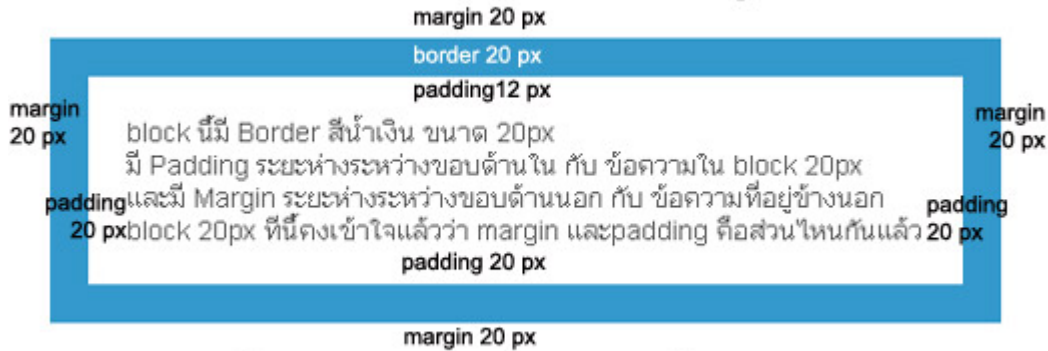 margin 20 px
border 20 px
padding12 px
margin
20 px
margin
20 px
block นี้มี Border สีน้ำเงิน ขนาด 20px
มี Padding ระยะห่างระหว่างขอบด้านใน กับ ข้อความใน block 20px
และมี Margin ระยะห่างระหว่างขอบด้านนอก กับ ข้อความที่อยู่ข้างนอก
block 20px ทีนี้คงเข้าใจแล้วว่า margin และpadding คือส่วนไหนกันแล้ว
padding
20 px
padding
20 px
padding 20 px
margin 20 px